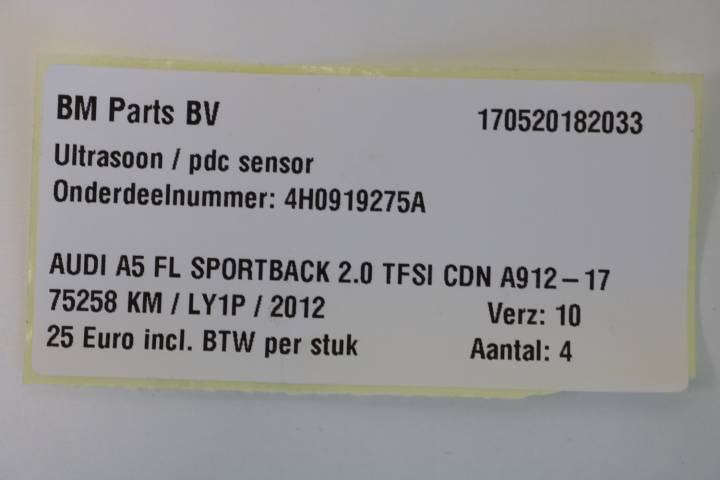 BM Parts BV 170520182033
Ultrasoon / pdc sensor
Onderdeelnummer: 4H0919275A
AUDI A5 FL SPORTBACK 2.0 TFSI CDN A912-17
75258 KM / LY1P / 2012 Verz: 10
25 Euro incl. BTW per stuk Aantal: 4